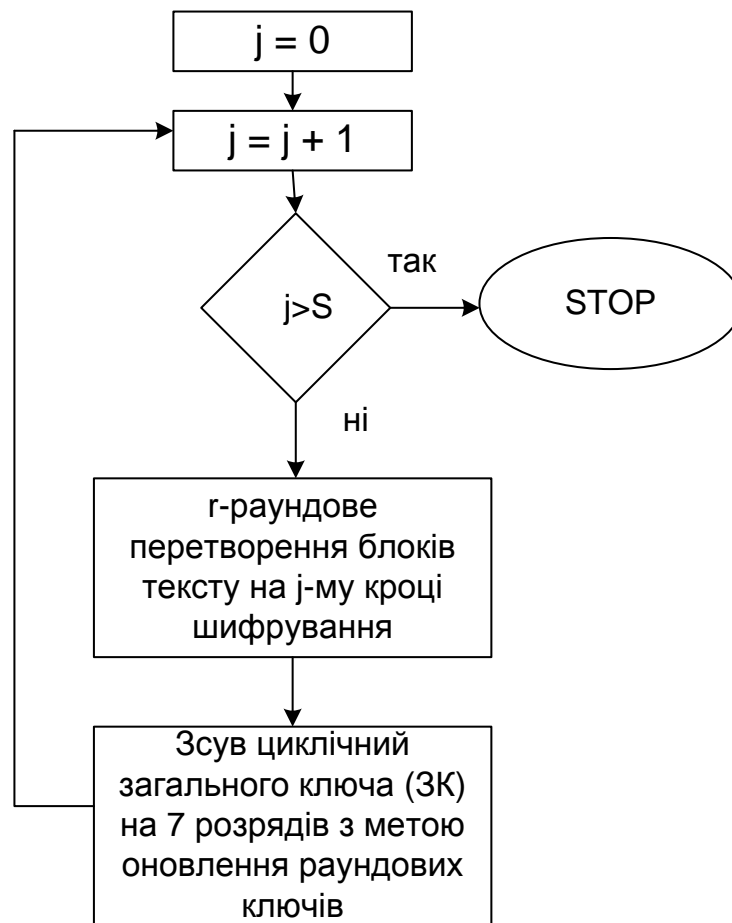 j = 0
j = j + 1
j>S
так
STOP
ні
r-раундове
перетворення блоків
тексту на j-му кроці
шифрування
Зсув циклічний
загального ключа (ЗК)
на 7 розрядів з метою
оновлення раундових
ключів